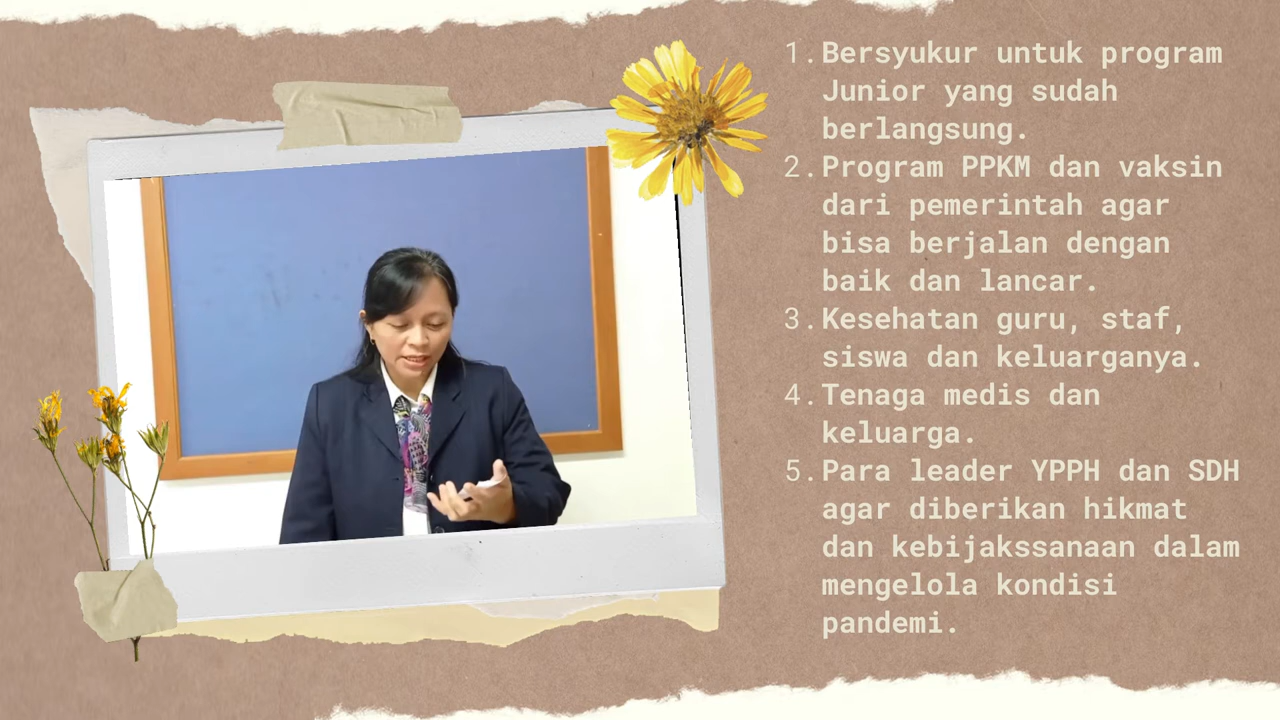 1. Bersyukur untuk program
Junior yang sudah
berlangsung.
2. Program PPKM dan vaksin
dari pemerintah agar
bisa berjalan dengan
baik dan lancar.
3. Kesehatan guru, staf,
siswa dan keluarganya.
4. Tenaga medis dan
keluarga.
5. Para leader YPPH dan SDH
agar diberikan hikmat
dan kebijakssanaan dalam
mengelola kondisi
pandemi.